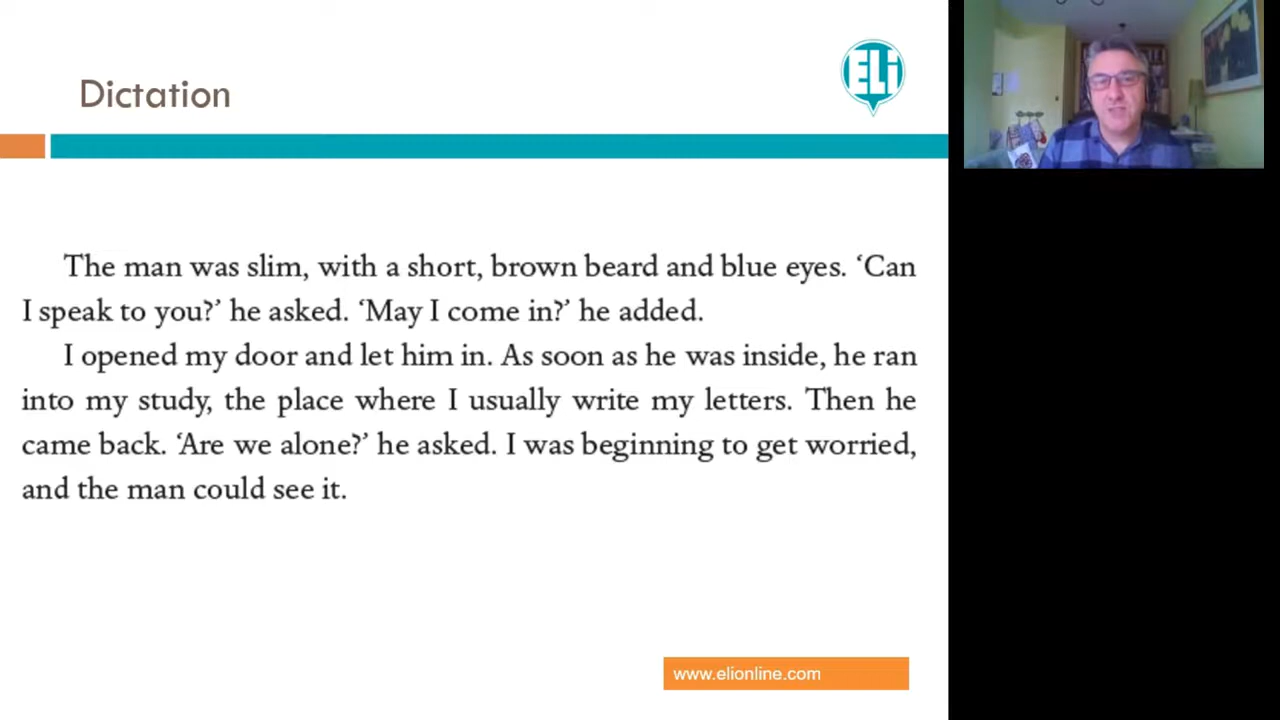 Dictation
ELi
The man was slim, with a short, brown beard and blue eyes. ‘Can
I speak to you?’ he asked. ‘May I come in?’ he added.
I opened my door and let him in. As soon as he was inside, he ran
into my study, the place where I usually write my letters. Then he
came back. ‘Are we alone?’ he asked. I was beginning to get worried,
and the man could see it.
www.elionline.com